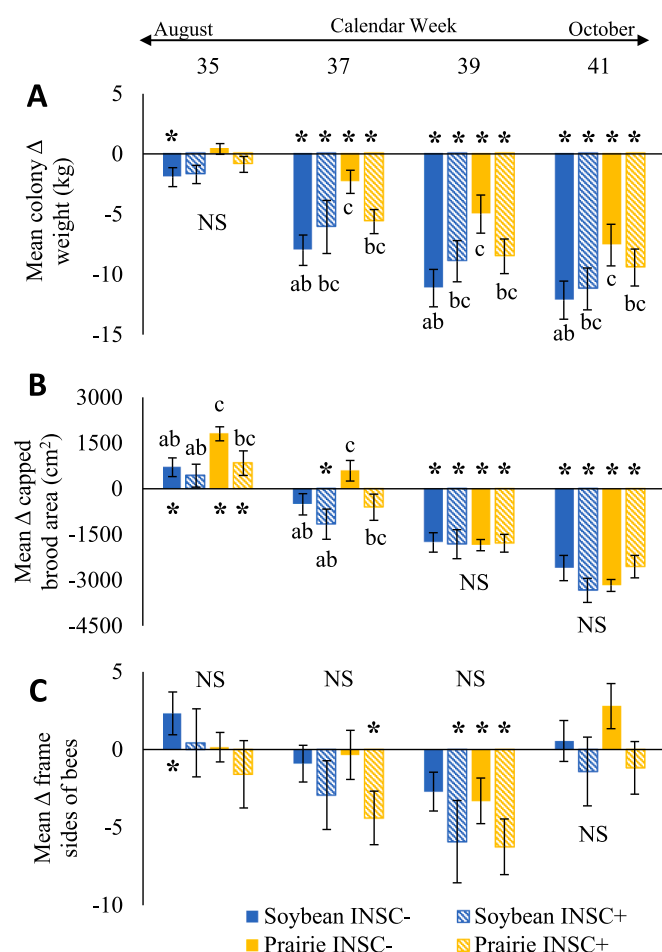 August Calendar Week October
35 37 39 41
A
Mean colony Δ
weight (kg)
5
0
-5
-10
-15
* * * * * * * * * * * * *
NS
ab bc c bc
ab bc c bc
ab bc c bc
B
Mean Δ capped
brood area (cm²)
3000
1500
0
-1500
-3000
-4500
ab ab c bc
* * *
*
c
ab ab bc
* * * * * * * *
NS
NS
C
Mean Δ frame
sides of bees
5
0
-5
-10
NS NS NS
*
*
* * *
NS
Soybean INSC- Soybean INSC+
Prairie INSC- Prairie INSC+